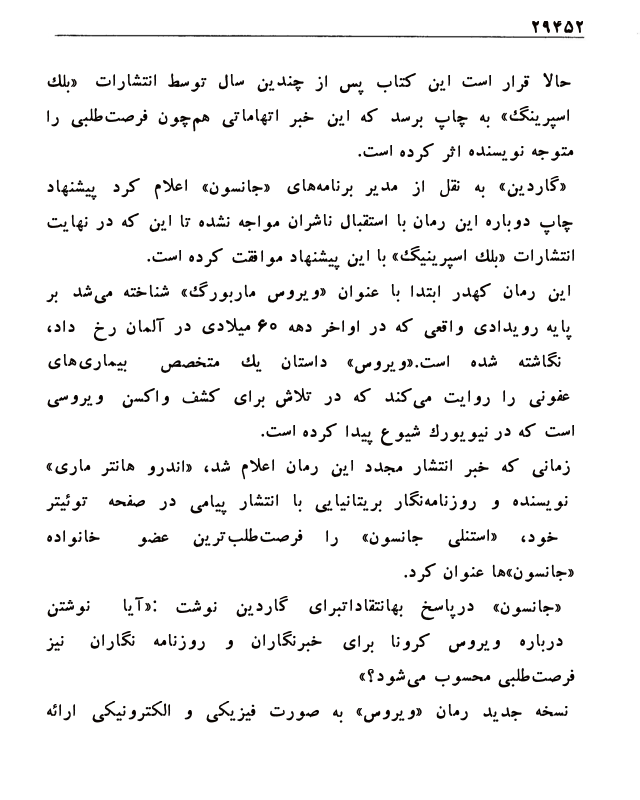 ۲۹۴۵۲
حالا قرار است این کتاب پس از چندین سال توسط انتشارات «بلك
اسپرینگ» به چاپ برسد که این خبر اتهاماتی هم‌چون فرصت‌طلبی را
متوجه نویسنده اثر کرده است.
«گاردین» به نقل از مدیر برنامه‌های «جانسون» اعلام کرد پیشنهاد
چاپ دوباره این رمان با استقبال ناشران مواجه نشده تا این که در نهایت
انتشارات «بلك اسپرینیگ» با این پیشنهاد موافقت کرده است.
این رمان کهدر ابتدا با عنوان «ویروس ماربورگ» شناخته می‌شد بر
پایه رویدادی واقعی که در اواخر دهه ۶۰ میلادی در آلمان رخ داد،
نگاشته شده است.«ویروس» داستان یك متخصص بیماری‌های
عفونی را روایت می‌کند که در تلاش برای کشف واکسن ویروسی
است که در نیویورك شیوع پیدا کرده است.
زمانی که خبر انتشار مجدد این رمان اعلام شد، «اندرو هانتر ماری»
نویسنده و روزنامه‌نگار بریتانیایی با انتشار پیامی در صفحه توئیتر
خود، «استنلی جانسون» را فرصت‌طلب‌ترین عضو خانواده
«جانسون»ها عنوان کرد.
«جانسون» درپاسخ بهانتقاداتبرای گاردین نوشت :«آیا نوشتن
درباره ویروس کرونا برای خبرنگاران و روزنامه نگاران نیز
فرصت‌طلبی محسوب می‌شود؟»
نسخه جدید رمان «ویروس» به صورت فیزیکی و الکترونیکی ارائه